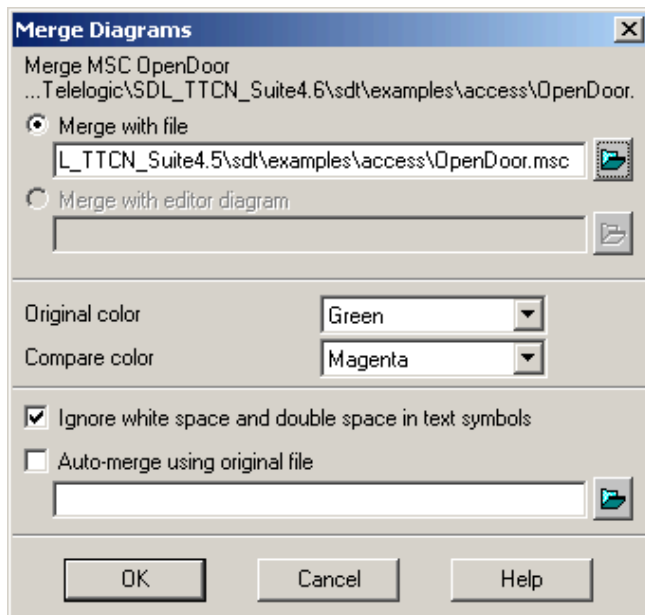 Merge Diagrams
Merge MSC OpenDoor
...Telelogic\SDL_TTCN_Suite4.6\sdt\examples\access\OpenDoor.
Merge with file
L_TTCN_Suite4.5\sdt\examples\access\OpenDoor.msc
Merge with editor diagram
Original color Green
Compare color Magenta
Ignore white space and double space in text symbols
Auto-merge using original file
OK Cancel Help